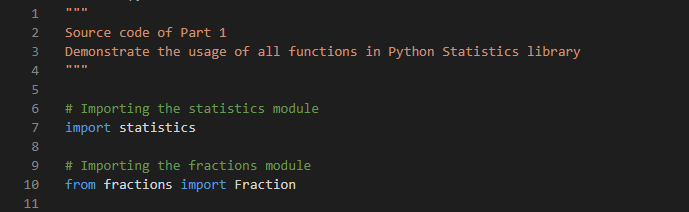 1 """
2 Source code of Part 1
3 Demonstrate the usage of all functions in Python Statistics library
4 """
5
6 # Importing the statistics module
7 import statistics
8
9 # Importing the fractions module
10 from fractions import Fraction
11